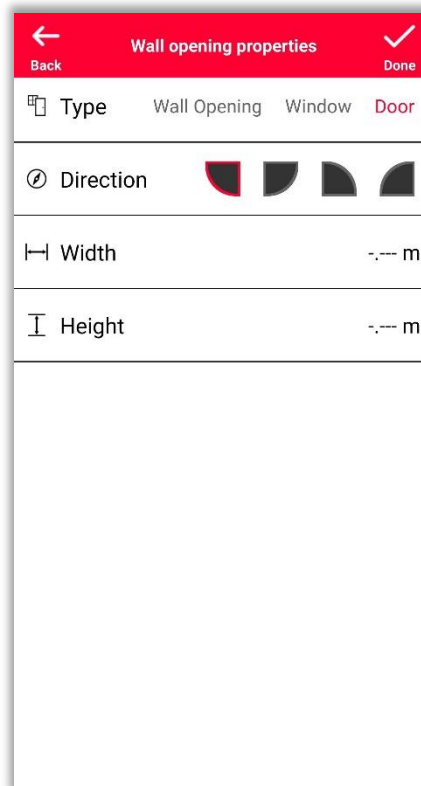 Back
Wall opening properties
Done
Type Wall Opening Window Door
Direction
Width -.--- m
Height -.--- m